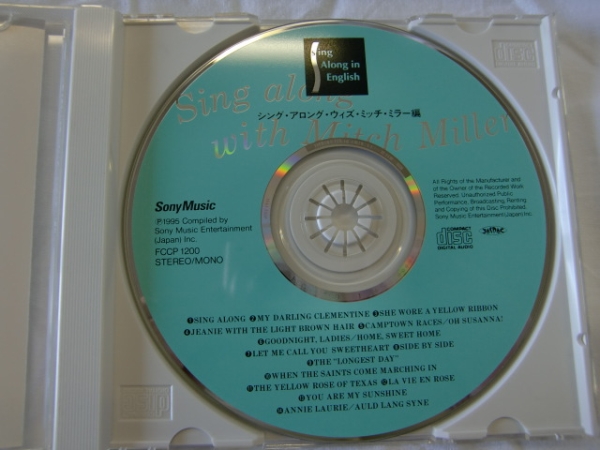 Sing
Along in
English
Sing along
シング・アロング・ウィズ・ミッチ・ミラー編
with Mitch Miller
Sony Music
Ⓟ1995 Compiled by
Sony Music Entertainment
(Japan) Inc.
FCCP 1200
STEREO/MONO
All Rights of the Manufacturer and
of the Owner of the Recorded Work
Reserved. Unauthorized Public
Performance, Broadcasting, Renting
and Copying of this Disc Prohibited.
Sony Music Entertainment (Japan) Inc.
COMPACT
disc
DIGITAL AUDIO
❶SING ALONG ❷MY DARLING CLEMENTINE ❸SHE WORE A YELLOW RIBBON
❹JEANIE WITH THE LIGHT BROWN HAIR ❺CAMPTOWN RACES/OH SUSANNA!
❻GOODNIGHT, LADIES/HOME, SWEET HOME
❼LET ME CALL YOU SWEETHEART ❽SIDE BY SIDE
❾THE "LONGEST DAY"
❿WHEN THE SAINTS COME MARCHING IN
⓫THE YELLOW ROSE OF TEXAS ⓬LA VIE EN ROSE
⓭YOU ARE MY SUNSHINE
⓮ANNIE LAURIE/AULD LANG SYNE